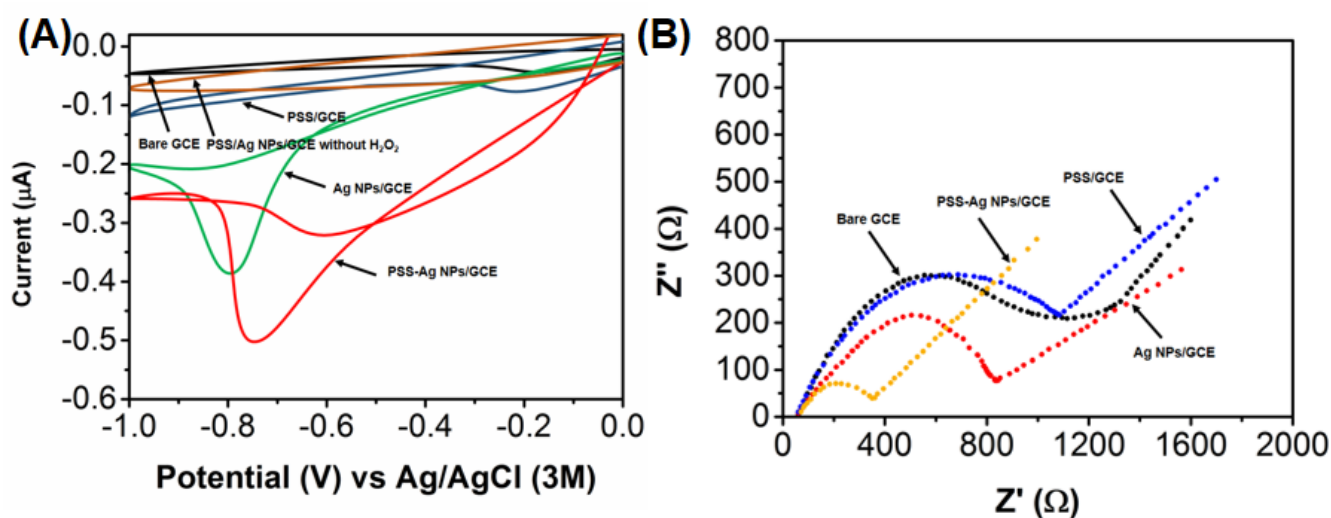 (A)
0.0
-0.1
-0.2
-0.3
-0.4
-0.5
-0.6
Current (μA)
Bare GCE
PSS/Ag NPs/GCE without H₂O₂
PSS/GCE
Ag NPs/GCE
PSS-Ag NPs/GCE
-1.0 -0.8 -0.6 -0.4 -0.2 0.0
Potential (V) vs Ag/AgCl (3M)
(B)
800
700
600
500
400
300
200
100
0
Z'' (Ω)
Bare GCE
PSS-Ag NPs/GCE
PSS/GCE
Ag NPs/GCE
0 400 800 1200 1600 2000
Z' (Ω)